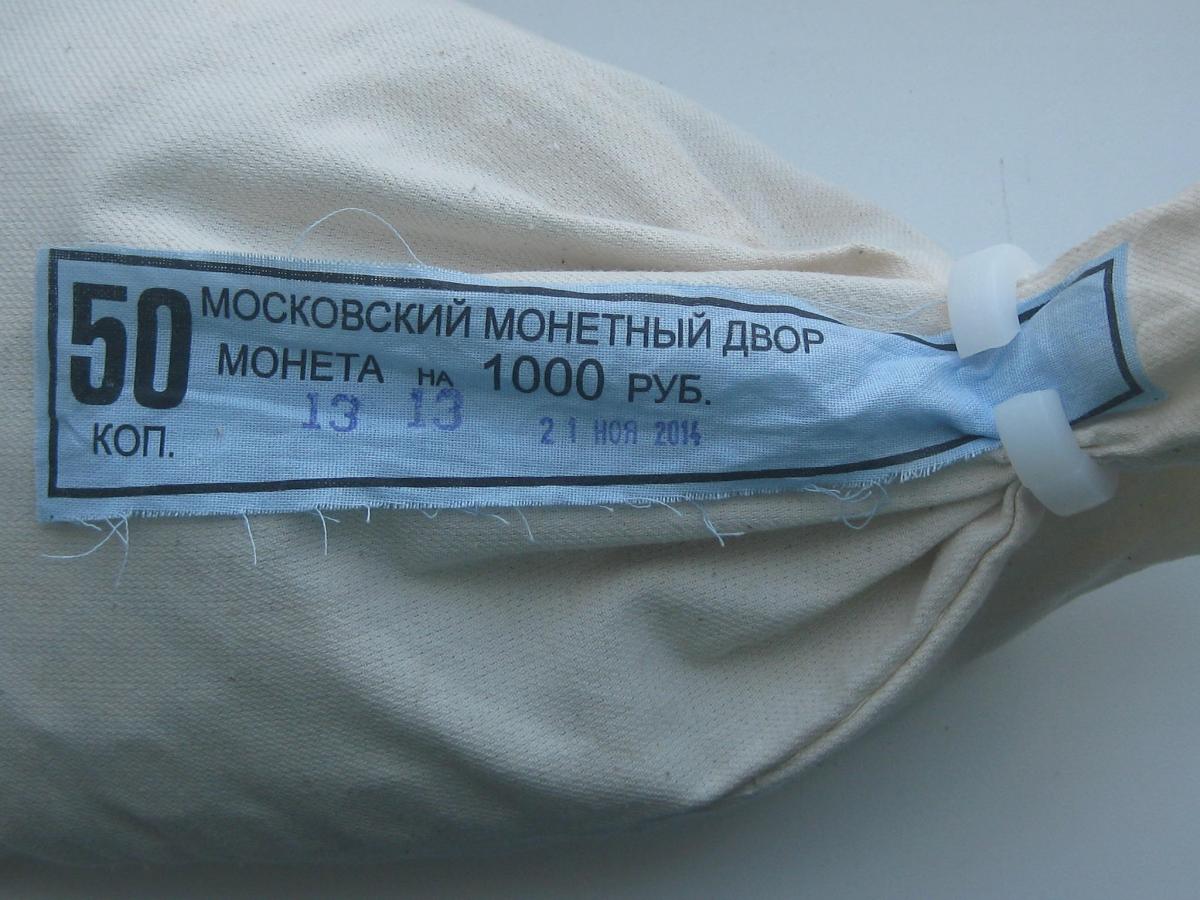 50 МОСКОВСКИЙ МОНЕТНЫЙ ДВОР
МОНЕТА НА 1000 РУБ.
КОП. 13 13 21 НОЯ 2014